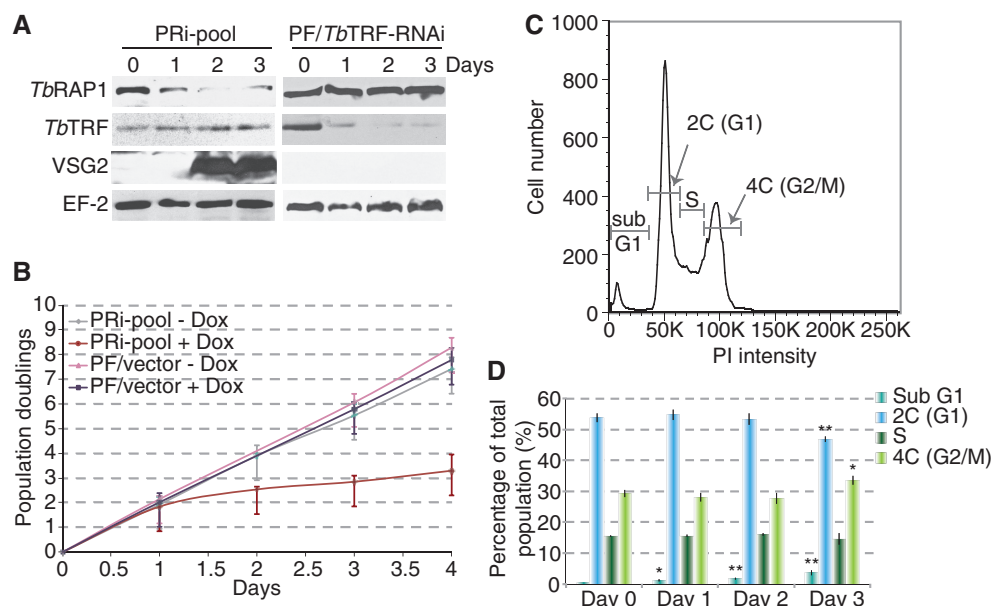 A
PRi-pool PF/TbTRF-RNAi
0 1 2 3 0 1 2 3 Days
TbRAP1
TbTRF
VSG2
EF-2
B
Population doublings
10
9
8
7
6
5
4
3
2
1
0
PRi-pool - Dox
PRi-pool + Dox
PF/vector - Dox
PF/vector + Dox
0 0.5 1 1.5 2 2.5 3 3.5 4
Days
C
Cell number
1000
800
600
400
200
0
2C (G1)
4C (G2/M)
S
sub
G1
0 50K 100K 150K 200K 250K
PI intensity
D
Percentage of total
population (%)
60
50
40
30
20
10
0
Sub G1
2C (G1)
S
4C (G2/M)
* ** ** ** *
Day 0 Day 1 Day 2 Day 3